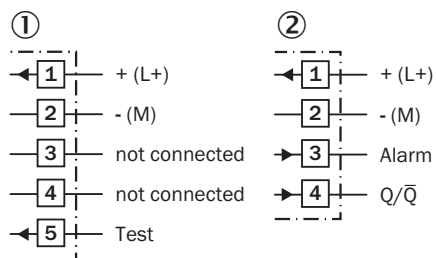 ①
1 + (L+)
2 - (M)
3 not connected
4 not connected
5 Test
②
1 + (L+)
2 - (M)
3 Alarm
4 Q/Q̅